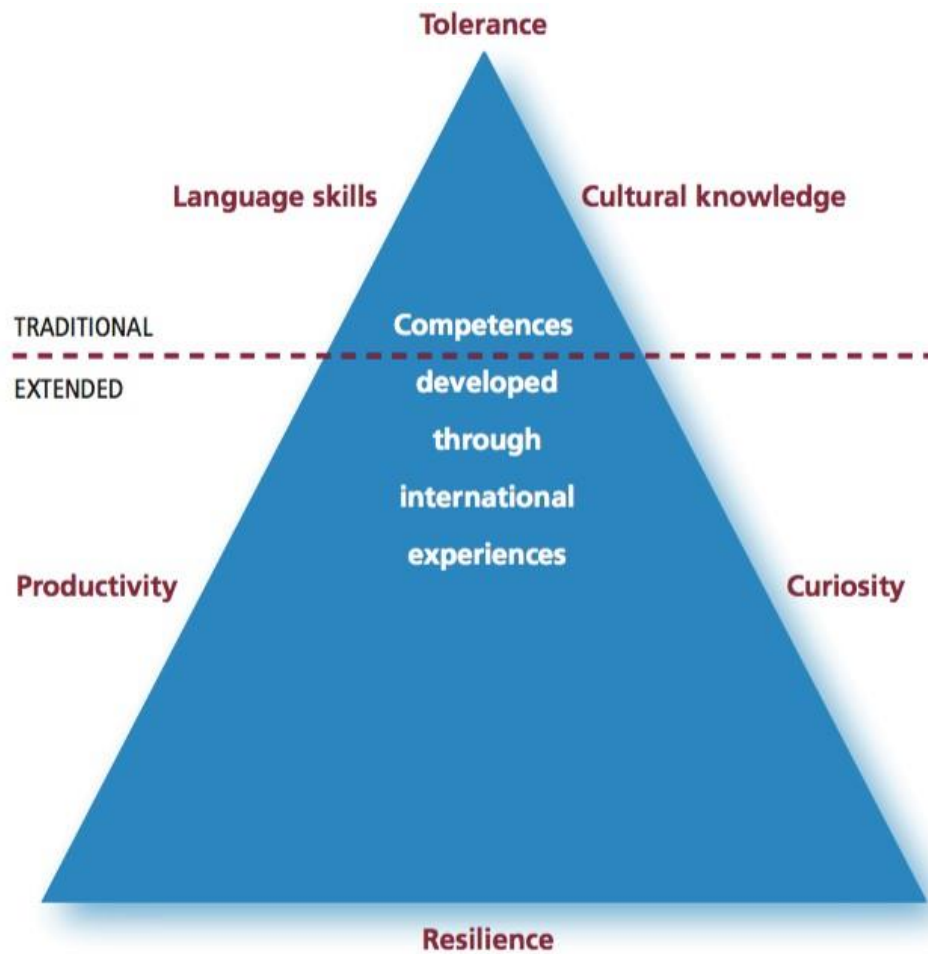 Tolerance
Language skills
Cultural knowledge
TRADITIONAL
Competences
EXTENDED
developed
through
international
experiences
Productivity
Curiosity
Resilience